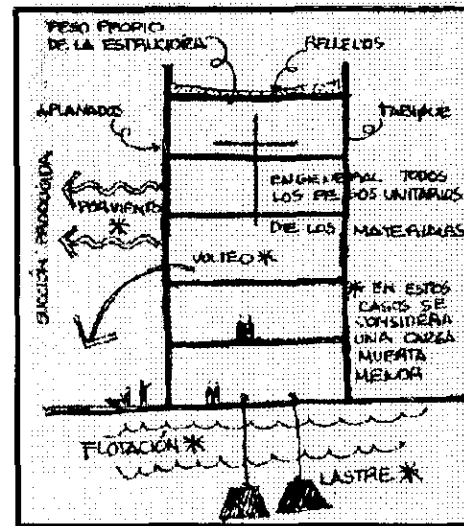 PESO PROPIO
DE LA ESTRUCTURA
RELLENOS
APLANADOS
TABIQUE
SUCCIÓN PRODUCIDA
POR VIENTO
*
EN GENERAL TODOS
LOS PESOS UNITARIOS
DE LOS MATERIALES
VOLTEO *
* EN ESTOS
CASOS SE
CONSIDERA
UNA CARGA
MUERTA
MENOR
FLOTACIÓN *
LASTRE *